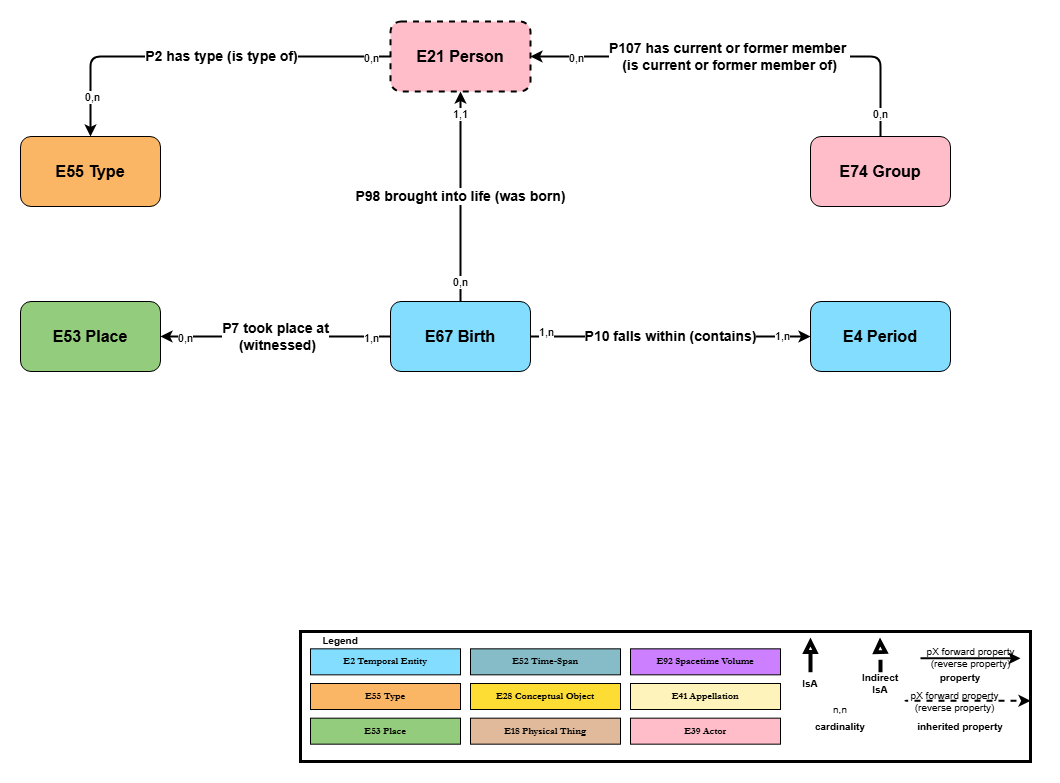 P2 has type (is type of)
0,n
0,n
E21 Person
0,n
P107 has current or former member
(is current or former member of)
0,n
1,1
E55 Type
E74 Group
P98 brought into life (was born)
0,n
E53 Place
0,n
P7 took place at
(witnessed)
1,n
E67 Birth
1,n
P10 falls within (contains)
1,n
E4 Period
Legend
E2 Temporal Entity
E52 Time-Span
E92 Spacetime Volume
E55 Type
E28 Conceptual Object
E41 Appellation
E53 Place
E18 Physical Thing
E39 Actor
IsA
Indirect
IsA
n,n
cardinality
pX forward property
(reverse property)
property
pX forward property
(reverse property)
inherited property